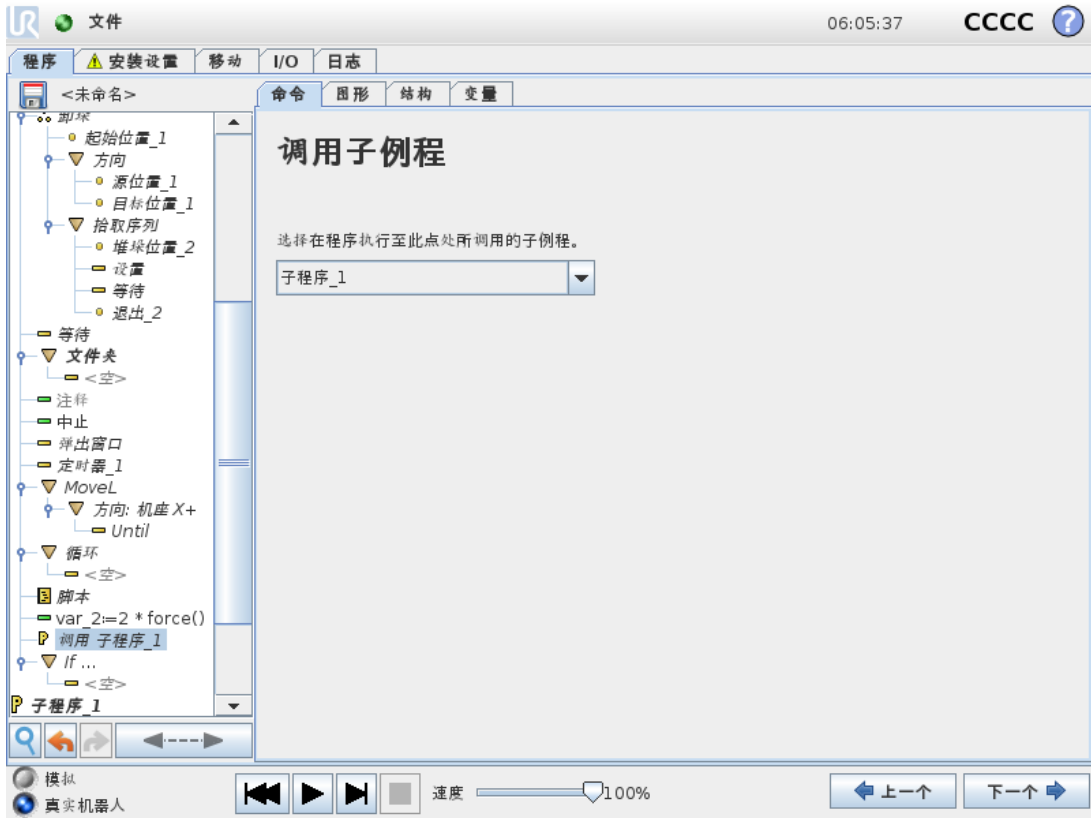 UR 文件 06:05:37 CCCC ?
程序 安装设置 移动 I/O 日志
<未命名> 命令 图形 结构 变量
卸垛
起始位置_1
方向
源位置_1
目标位置_1
拾取序列
堆垛位置_2
设置
等待
退出_2
等待
文件夹
<空>
注释
中止
弹出窗口
定时器_1
MoveL
方向: 机座 X+
Until
循环
<空>
脚本
var_2:=2 * force()
调用 子程序_1
If ...
<空>
子程序_1
调用子例程
选择在程序执行至此点处所调用的子例程。
子程序_1
模拟
真实机器人
速度 100% 上一个 下一个